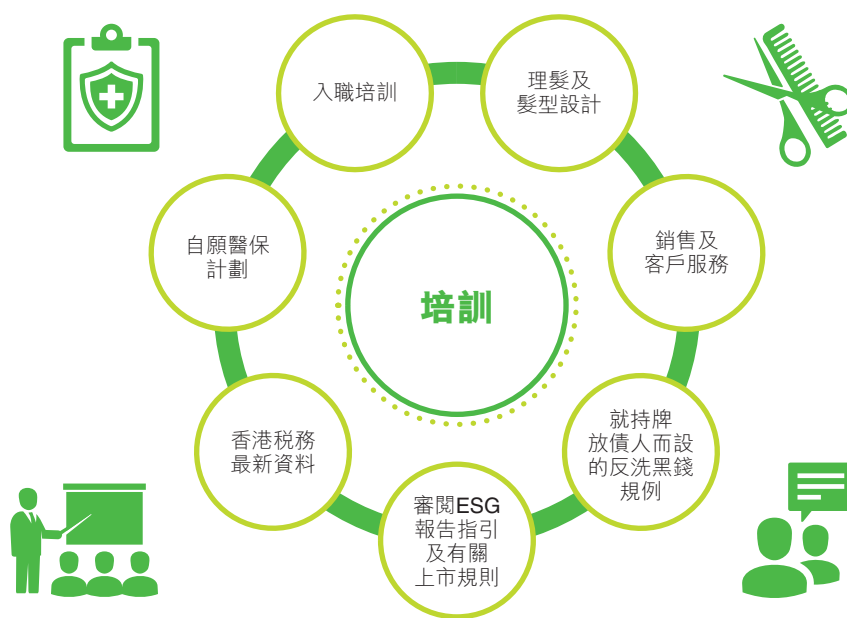 入職培訓
理髮及
髮型設計
自願醫保
計劃
銷售及
客戶服務
培訓
香港稅務
最新資料
就持牌
放債人而設
的反洗黑錢
規例
審閱ESG
報告指引
及有關
上市規則